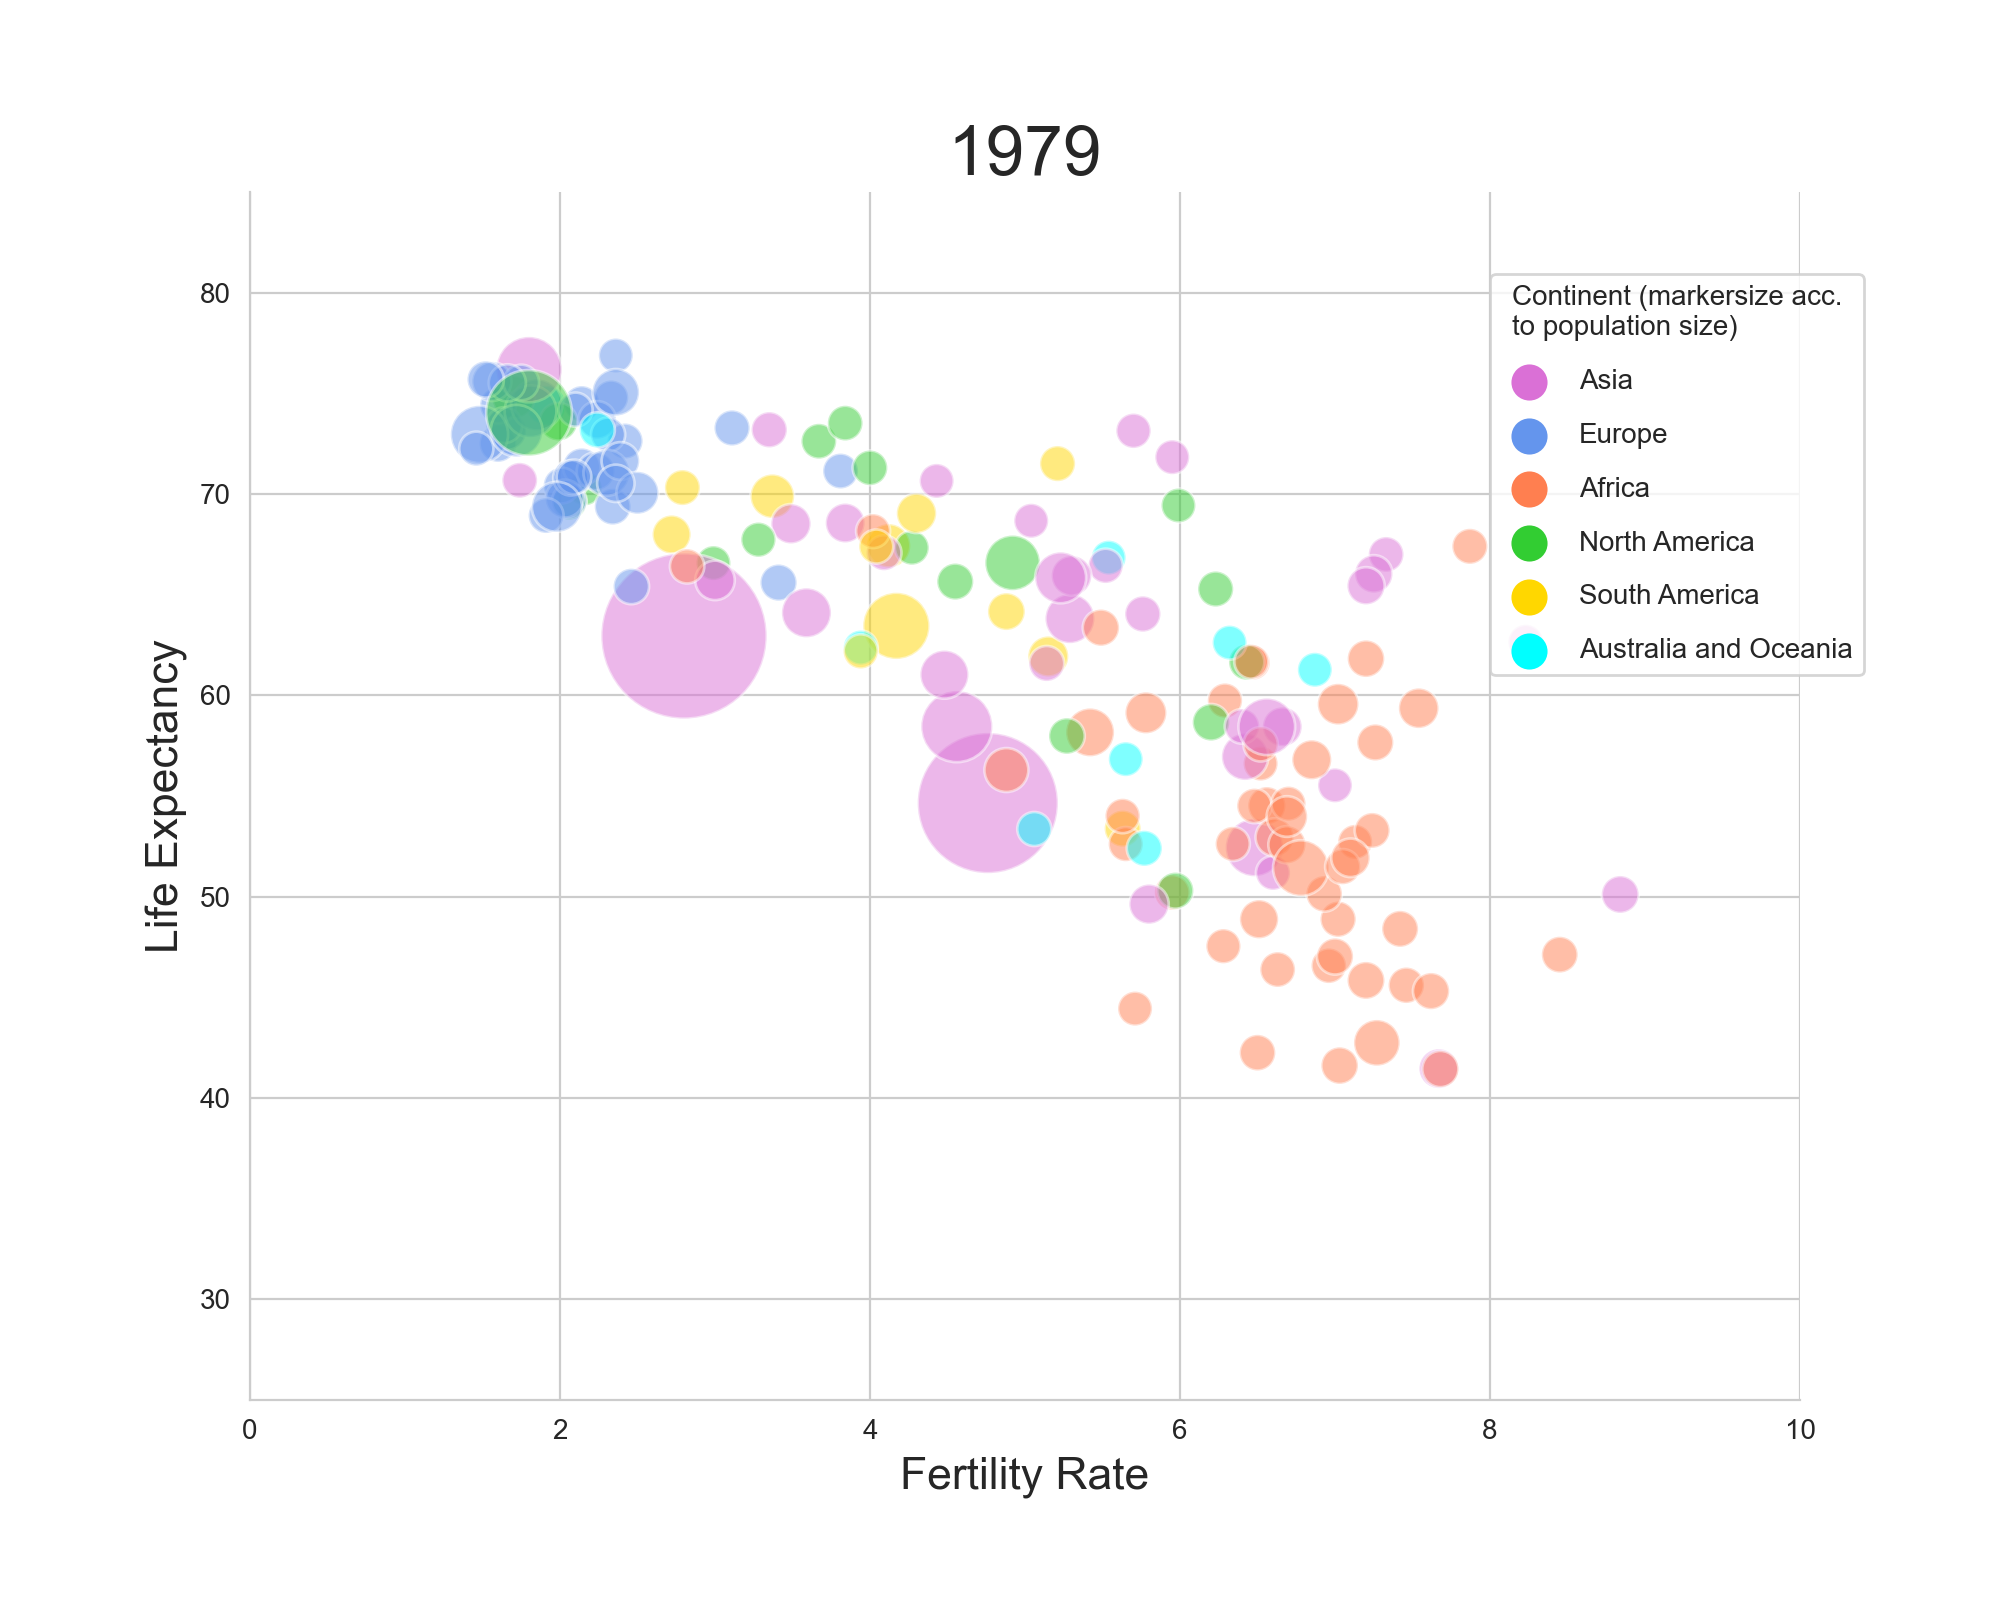 1979
80
70
60
50
40
30
Life Expectancy
0 2 4 6 8 10
Fertility Rate
Continent (markersize acc.
to population size)
Asia
Europe
Africa
North America
South America
Australia and Oceania